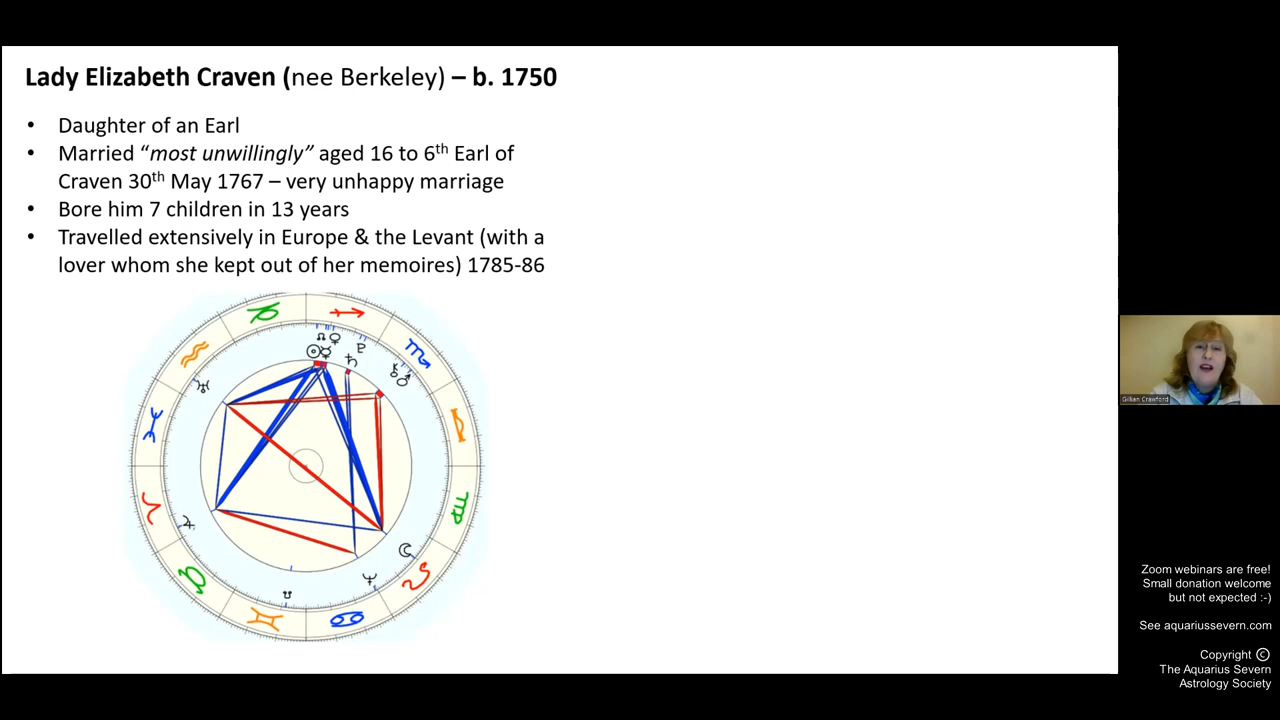 Lady Elizabeth Craven (nee Berkeley) – b. 1750
• Daughter of an Earl
• Married “most unwillingly” aged 16 to 6th Earl of
Craven 30th May 1767 – very unhappy marriage
• Bore him 7 children in 13 years
• Travelled extensively in Europe & the Levant (with a
lover whom she kept out of her memoires) 1785-86
Gillian Crawford
Zoom webinars are free!
Small donation welcome
but not expected :-)
See aquariussevern.com
Copyright ©
The Aquarius Severn
Astrology Society